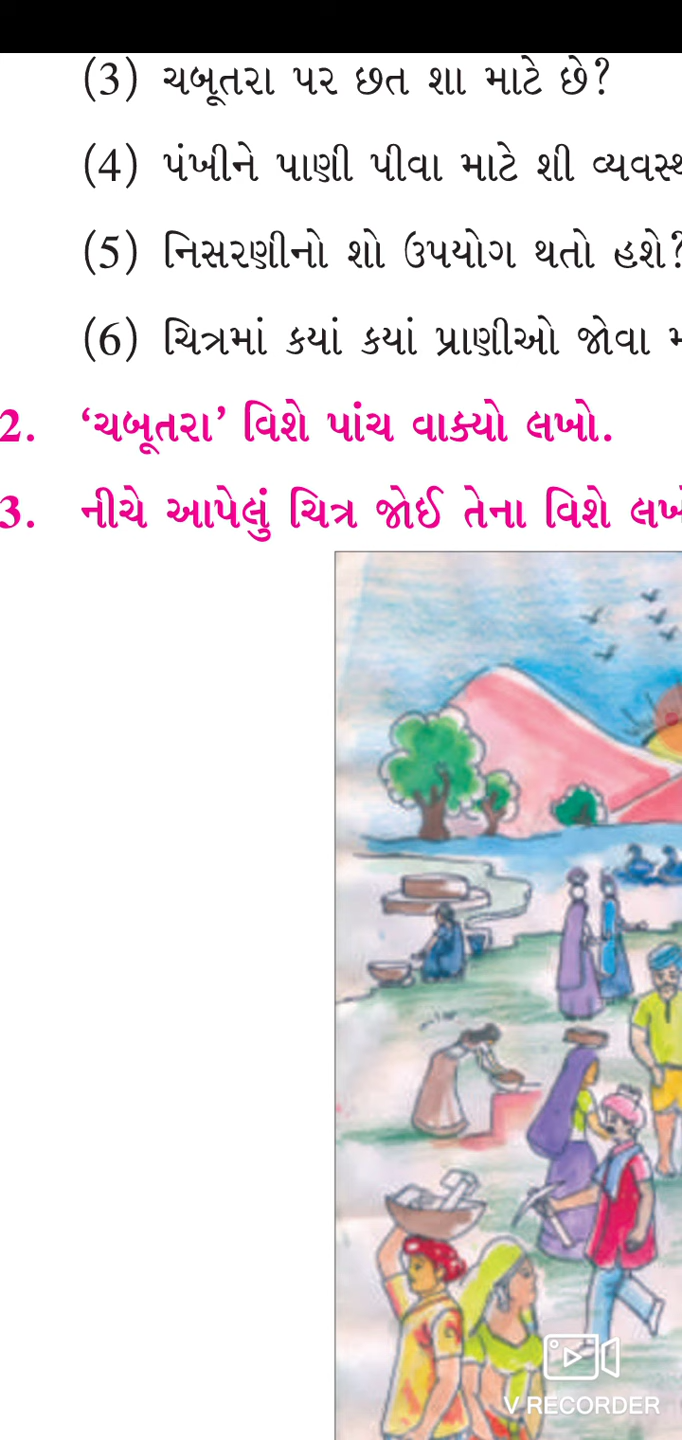 (3) ચબૂતરા પર છત શા માટે છે?
(4) પંખીને પાણી પીવા માટે શી
(5) નિસરણીનો શો ઉપયોગ થતો હશે?
(6) ચિત્રમાં કયાં કયાં પ્રાણીઓ જોવા
2. ‘ચબૂતરા’ વિશે પાંચ વાક્યો લખો.
3. નીચે આપેલું ચિત્ર જોઈ તેના વિશે
V RECORDER